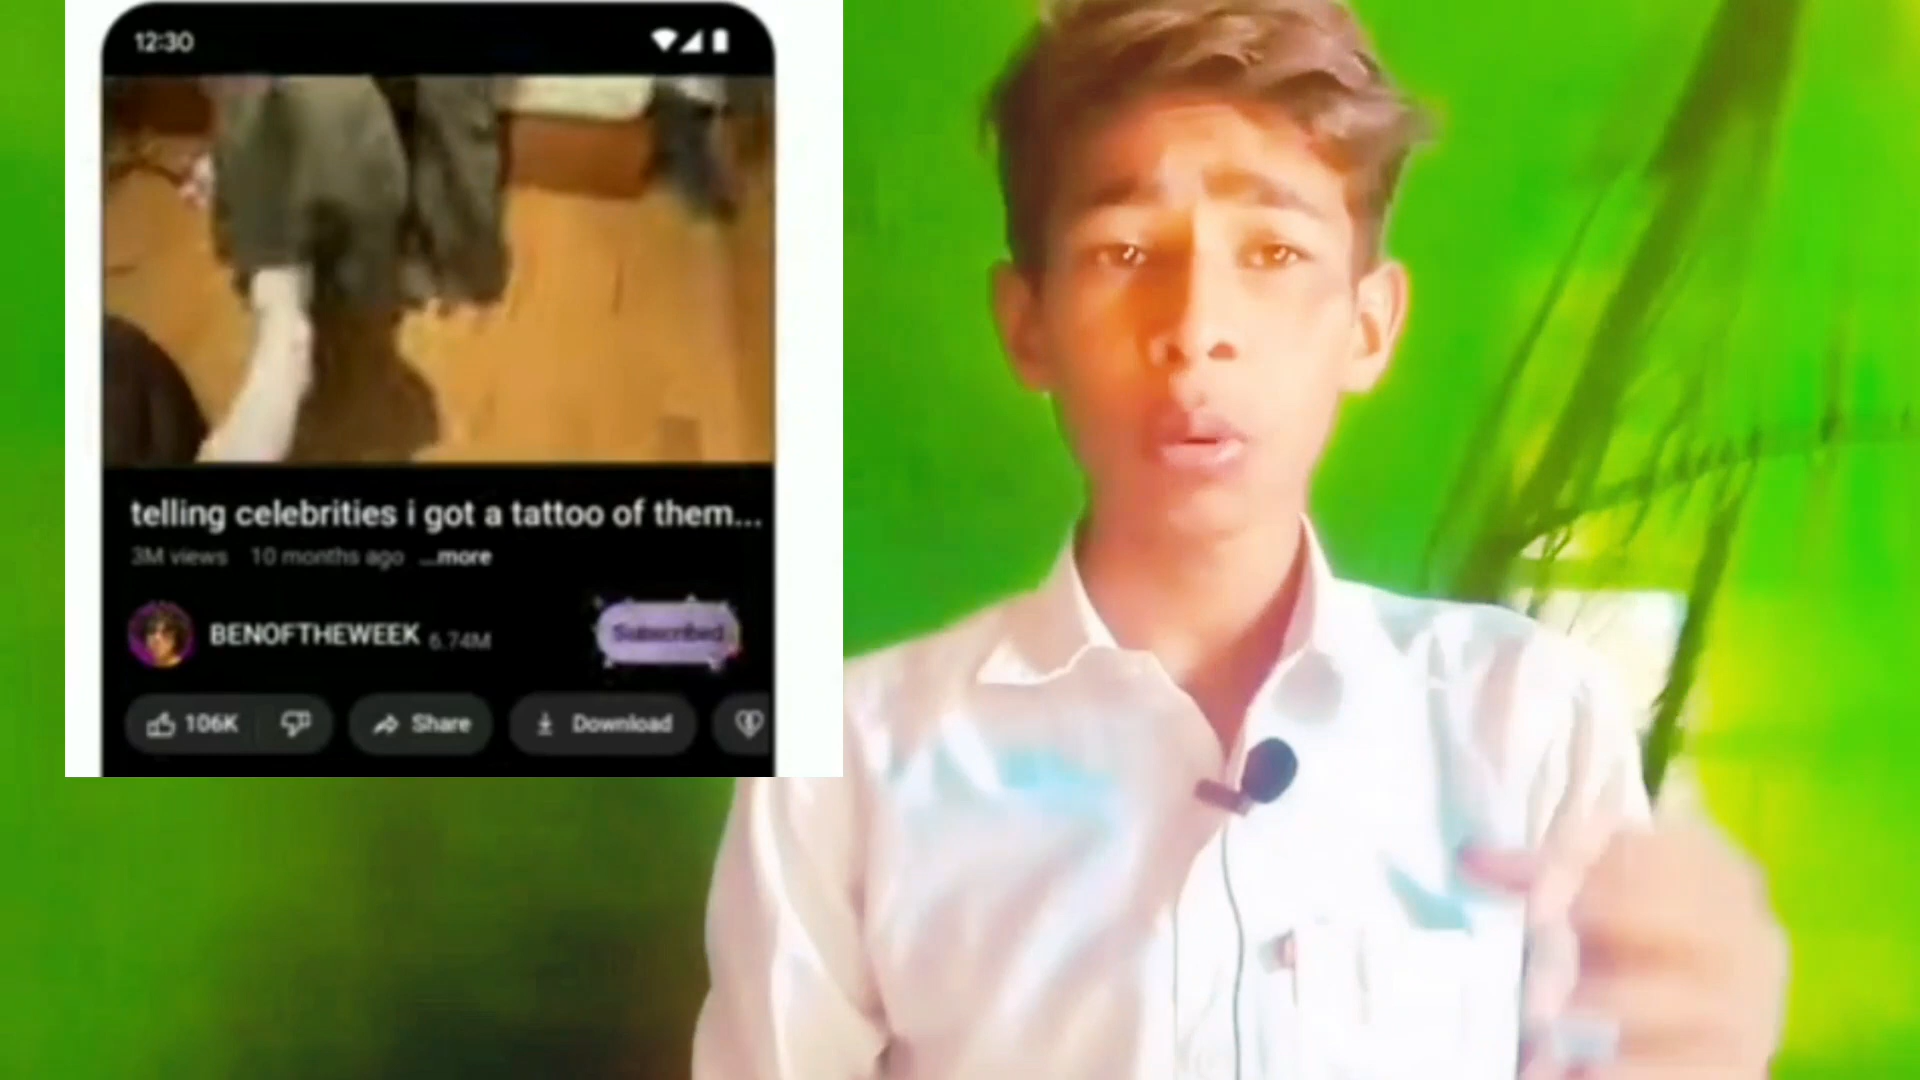 12:30
telling celebrities i got a tattoo of them...
3M views 10 months ago ...more
BENOFTHEWEEK 6.74M Subscribed
106K Share Download